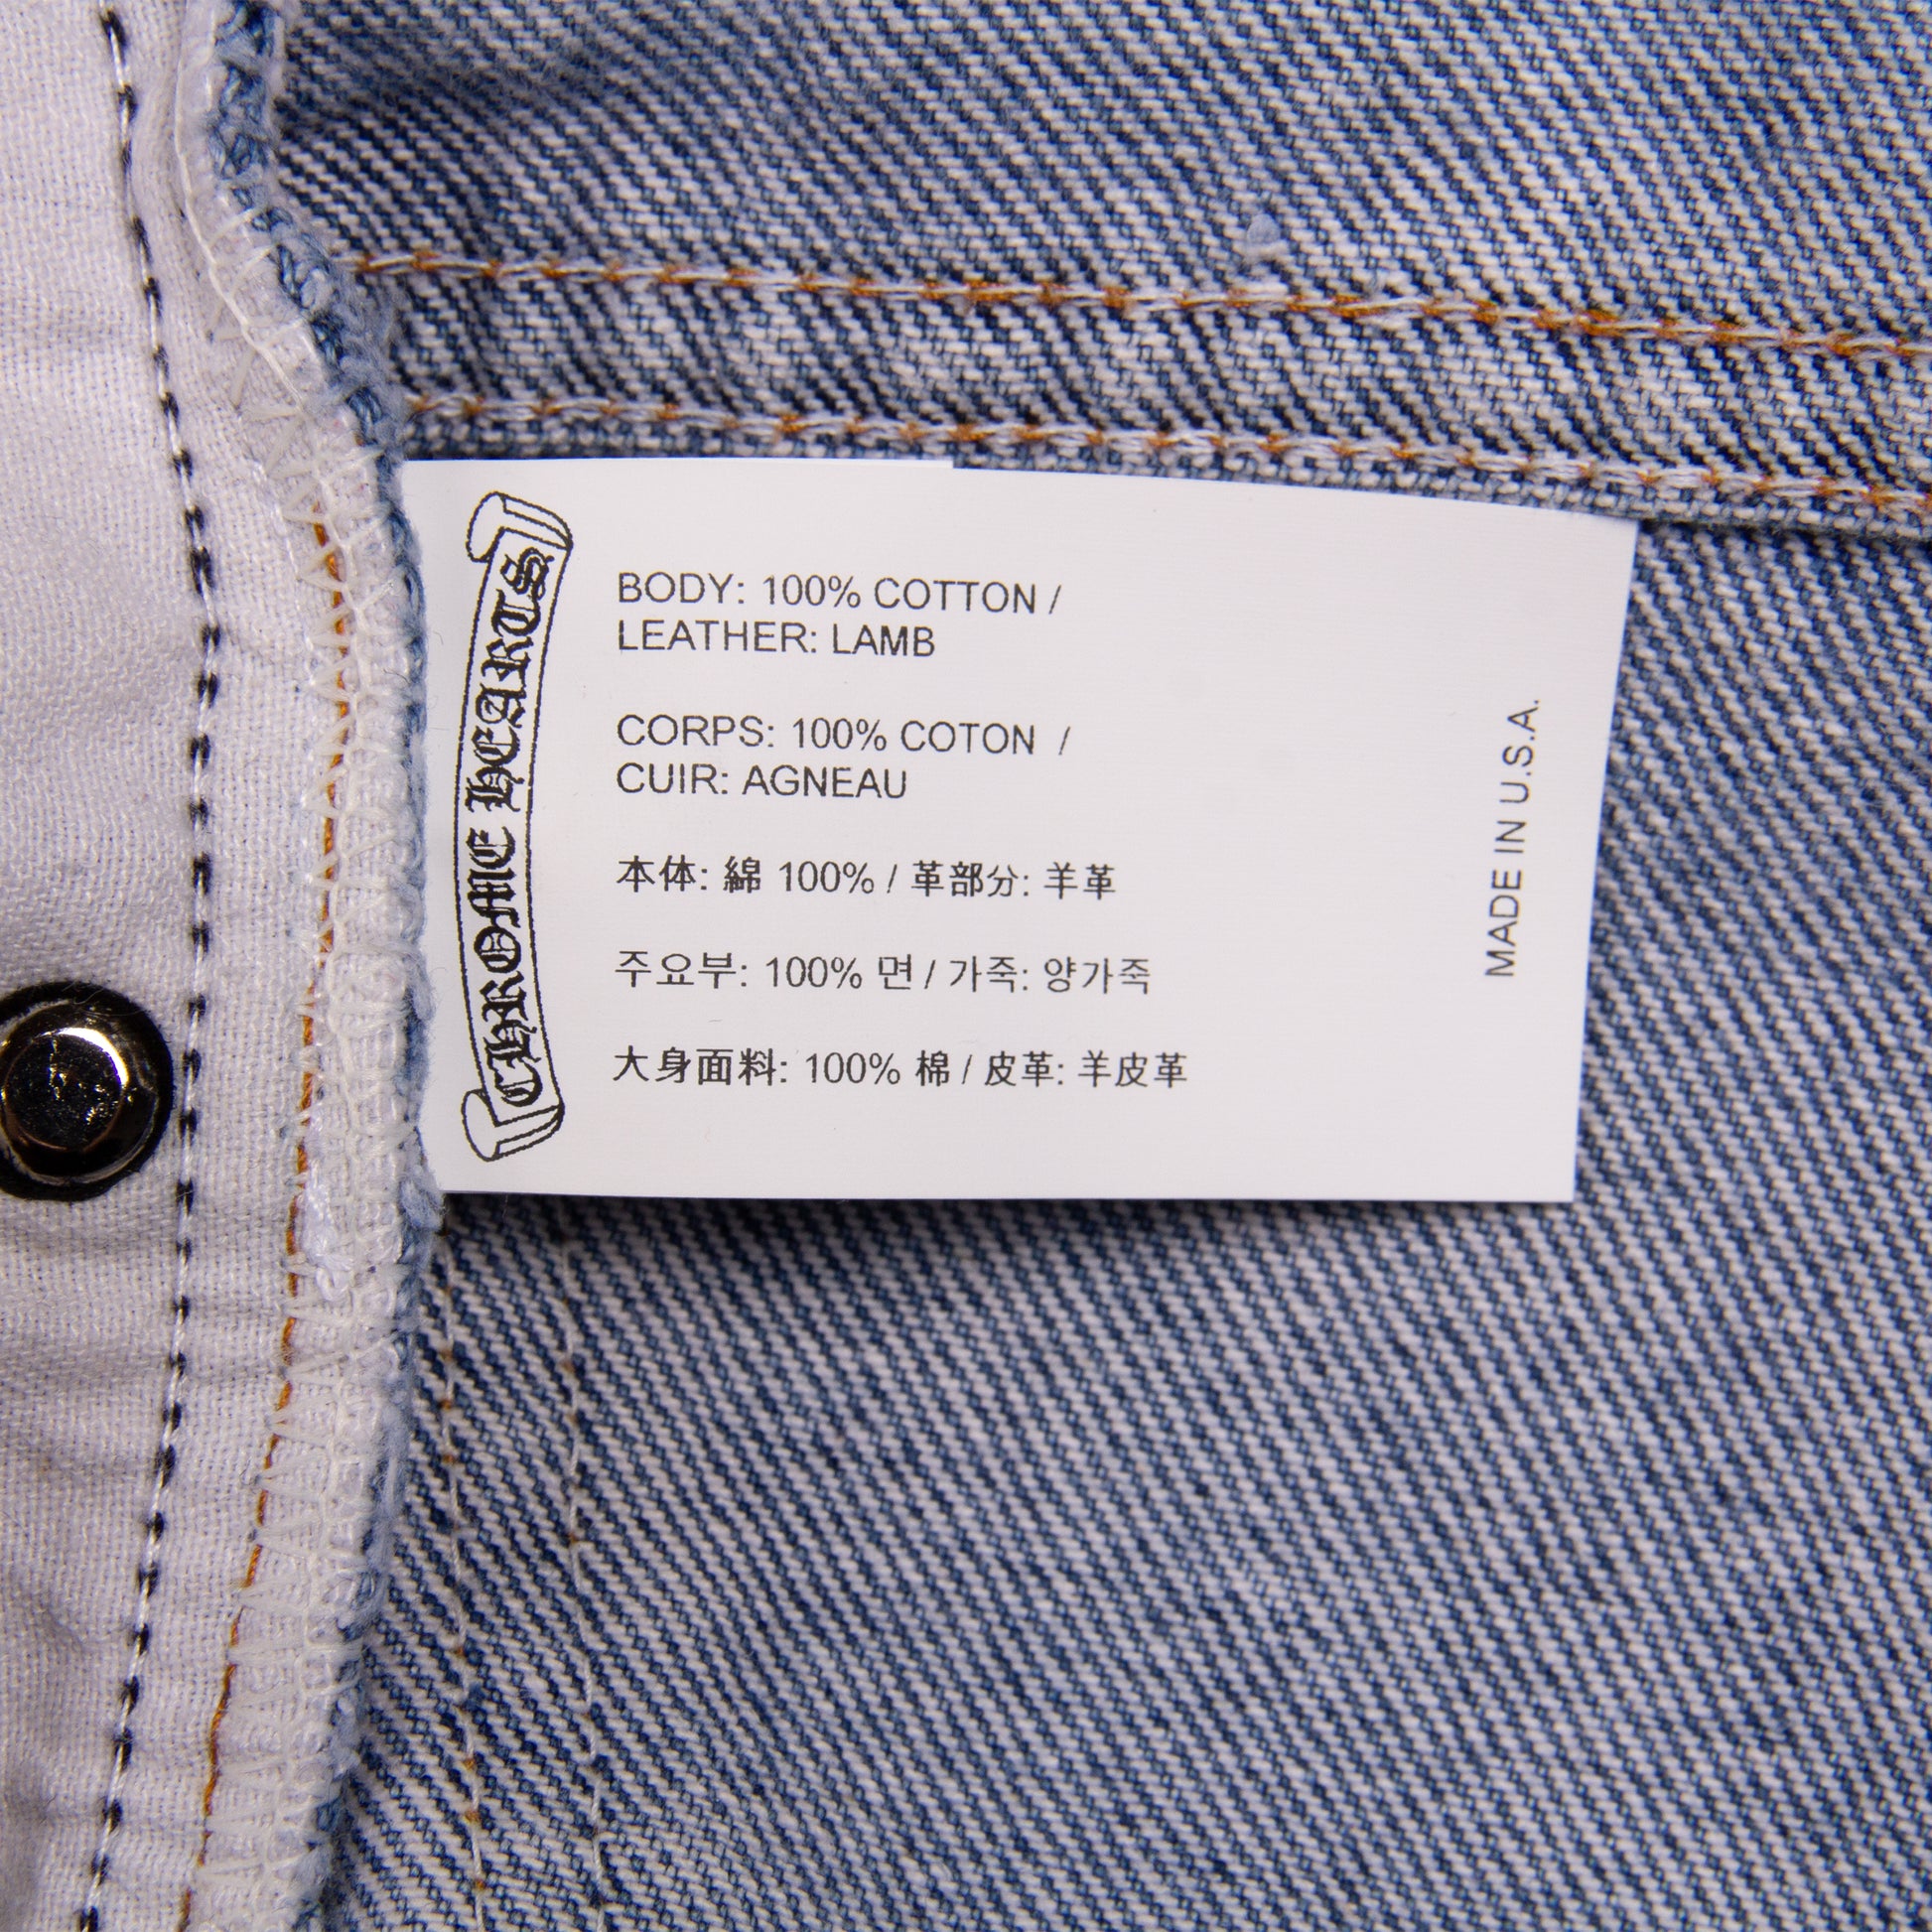 CHROME HEARTS
BODY: 100% COTTON /
LEATHER: LAMB
CORPS: 100% COTON /
CUIR: AGNEAU
本体: 綿 100% / 革部分: 羊革
주요부: 100% 면 / 가죽: 양가죽
大身面料: 100% 棉 / 皮革: 羊皮革
MADE IN U.S.A.